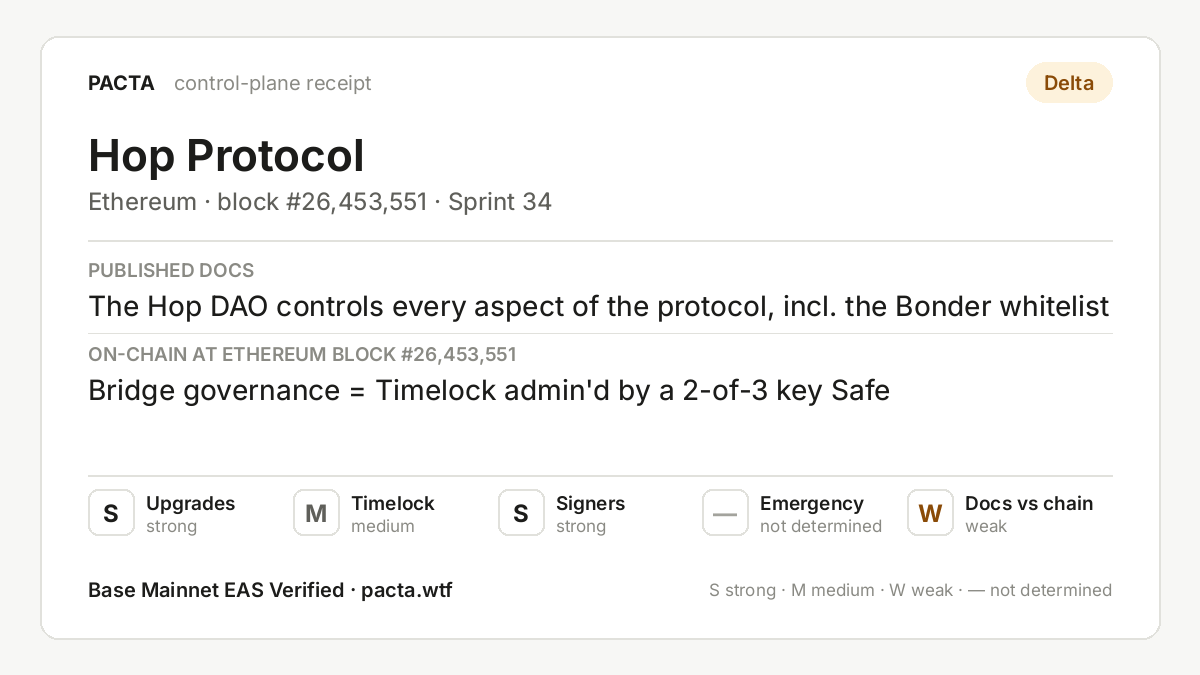 PACTA control-plane receipt Delta
Hop Protocol
Ethereum · block #26,453,551 · Sprint 34
PUBLISHED DOCS
The Hop DAO controls every aspect of the protocol, incl. the Bonder whitelist
ON-CHAIN AT ETHEREUM BLOCK #26,453,551
Bridge governance = Timelock admin'd by a 2-of-3 key Safe
S Upgrades strong
M Timelock medium
S Signers strong
— Emergency not determined
W Docs vs chain weak
Base Mainnet EAS Verified · pacta.wtf
S strong · M medium · W weak · — not determined